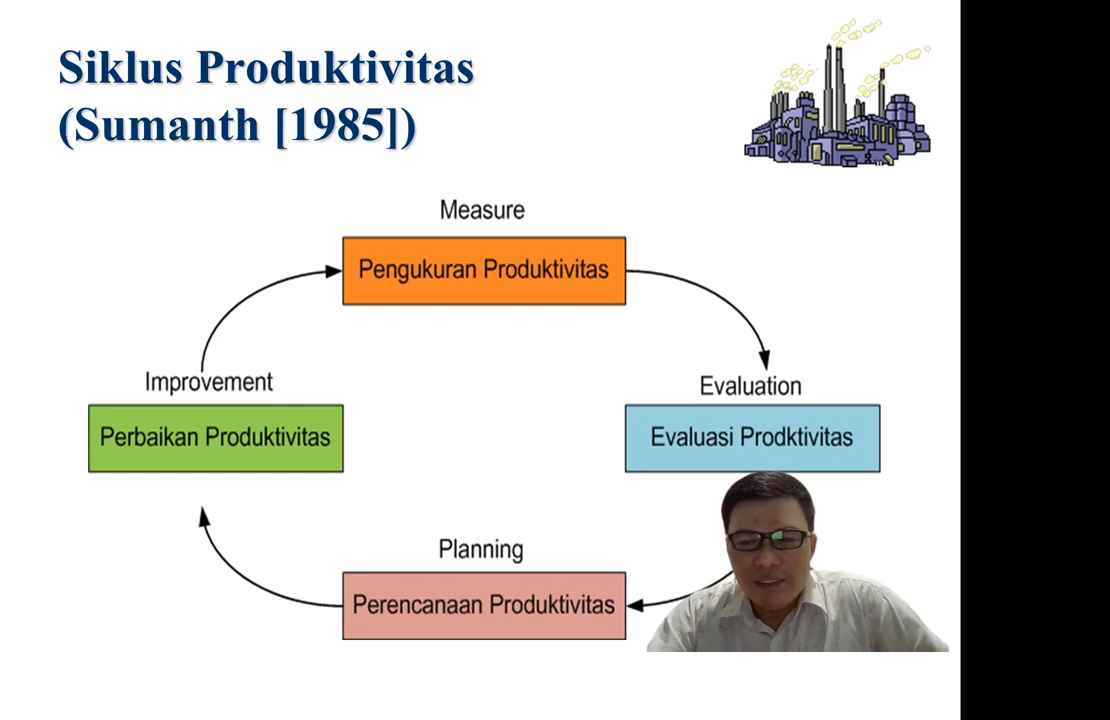 Siklus Produktivitas
(Sumanth [1985])
Measure
Pengukuran Produktivitas
Improvement
Perbaikan Produktivitas
Evaluation
Evaluasi Prodktivitas
Planning
Perencanaan Produktivitas